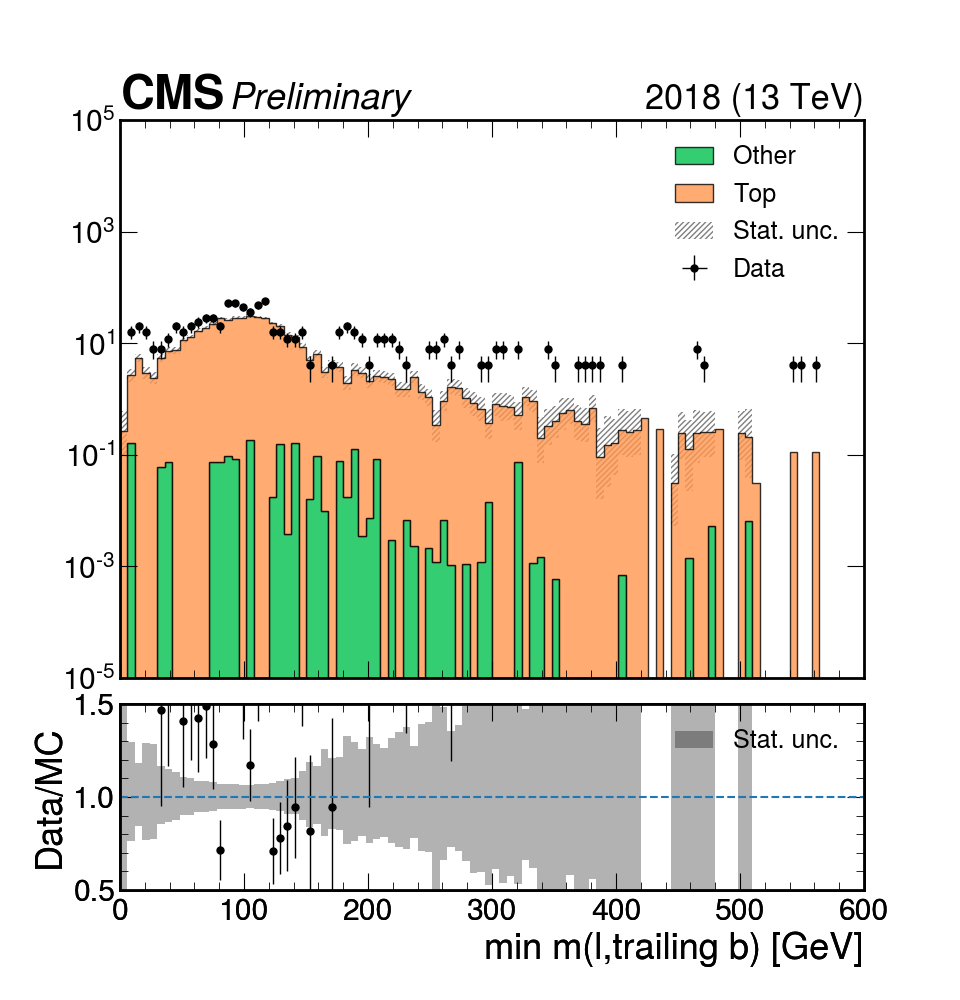 CMS Preliminary 2018 (13 TeV)
10^5
10^3
10^1
10^-1
10^-3
10^-5
Other
Top
Stat. unc.
Data
Data/MC
1.5
1.0
0.5
Stat. unc.
0 100 200 300 400 500 600
min m(l,trailing b) [GeV]